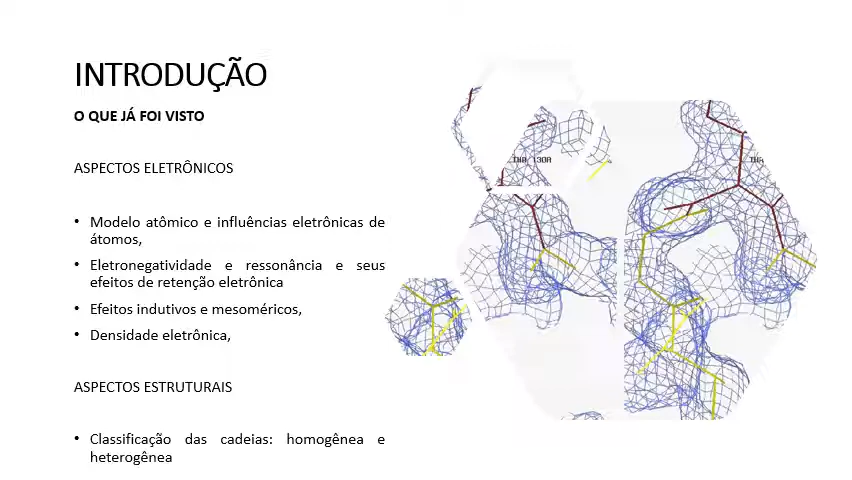 INTRODUÇÃO
O QUE JÁ FOI VISTO
ASPECTOS ELETRÔNICOS
• Modelo atômico e influências eletrônicas de
átomos,
• Eletronegatividade e ressonância e seus
efeitos de retenção eletrônica
• Efeitos indutivos e mesoméricos,
• Densidade eletrônica,
ASPECTOS ESTRUTURAIS
• Classificação das cadeias: homogênea e
heterogênea